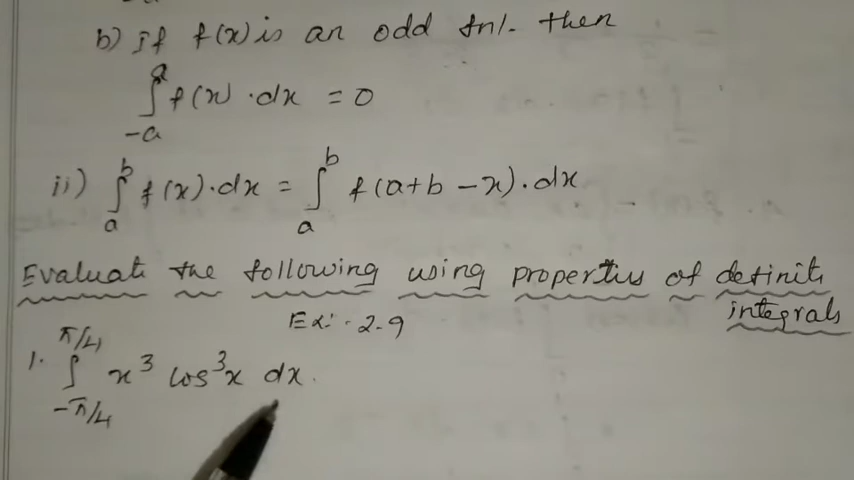 b) If f(x) is an odd fn/. then
∫_{-a}^{a} f(x) · dx = 0
ii) ∫_{a}^{b} f(x) · dx = ∫_{a}^{b} f(a+b-x) · dx
Evaluate the following using properties of definite
integrals
Ex: - 2.9
1. ∫_{-π/4}^{π/4} x³ cos³x dx.